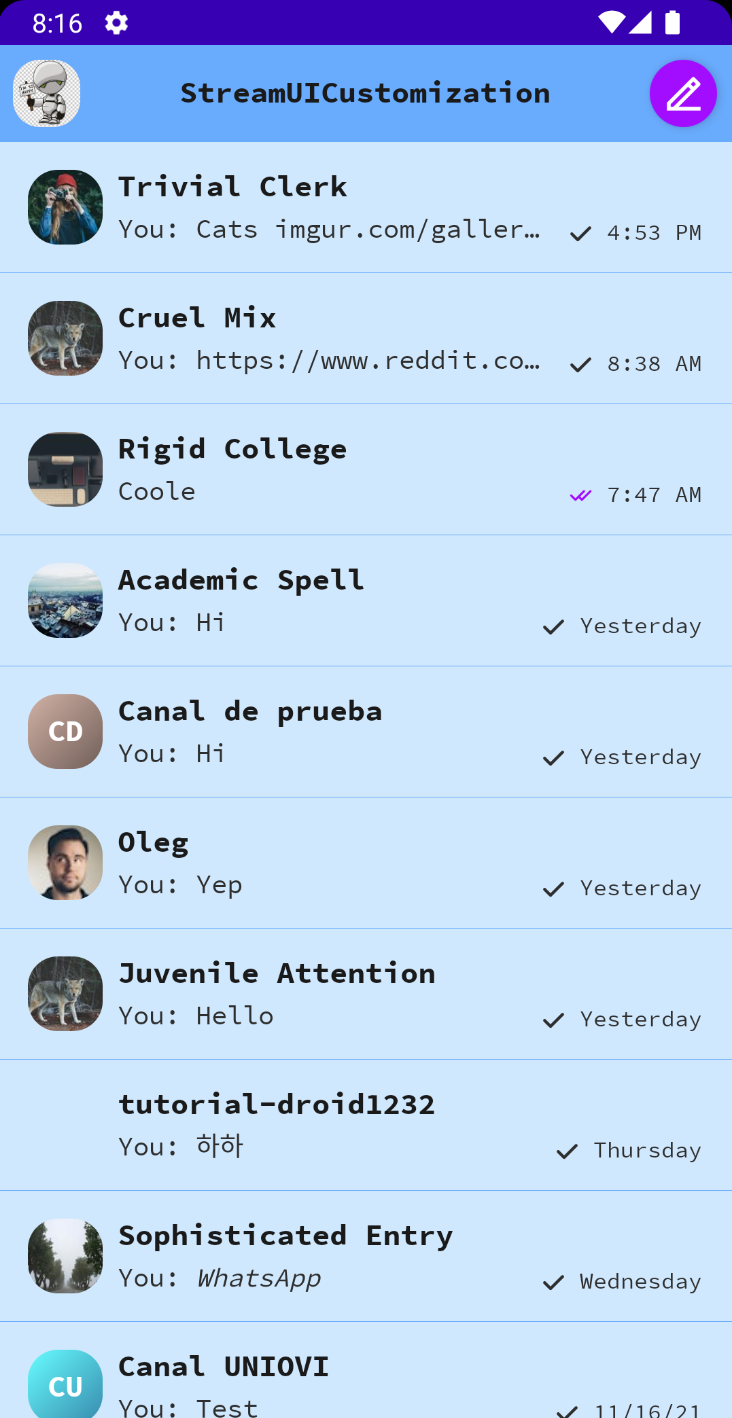 8:16
StreamUICustomization
Trivial Clerk
You: Cats imgur.com/galler…
4:53 PM
Cruel Mix
You: https://www.reddit.co…
8:38 AM
Rigid College
Coole
7:47 AM
Academic Spell
You: Hi
Yesterday
CD
Canal de prueba
You: Hi
Yesterday
Oleg
You: Yep
Yesterday
Juvenile Attention
You: Hello
Yesterday
tutorial-droid1232
You: 하하
Thursday
Sophisticated Entry
You: WhatsApp
Wednesday
CU
Canal UNIOVI
You: Test
11/16/21